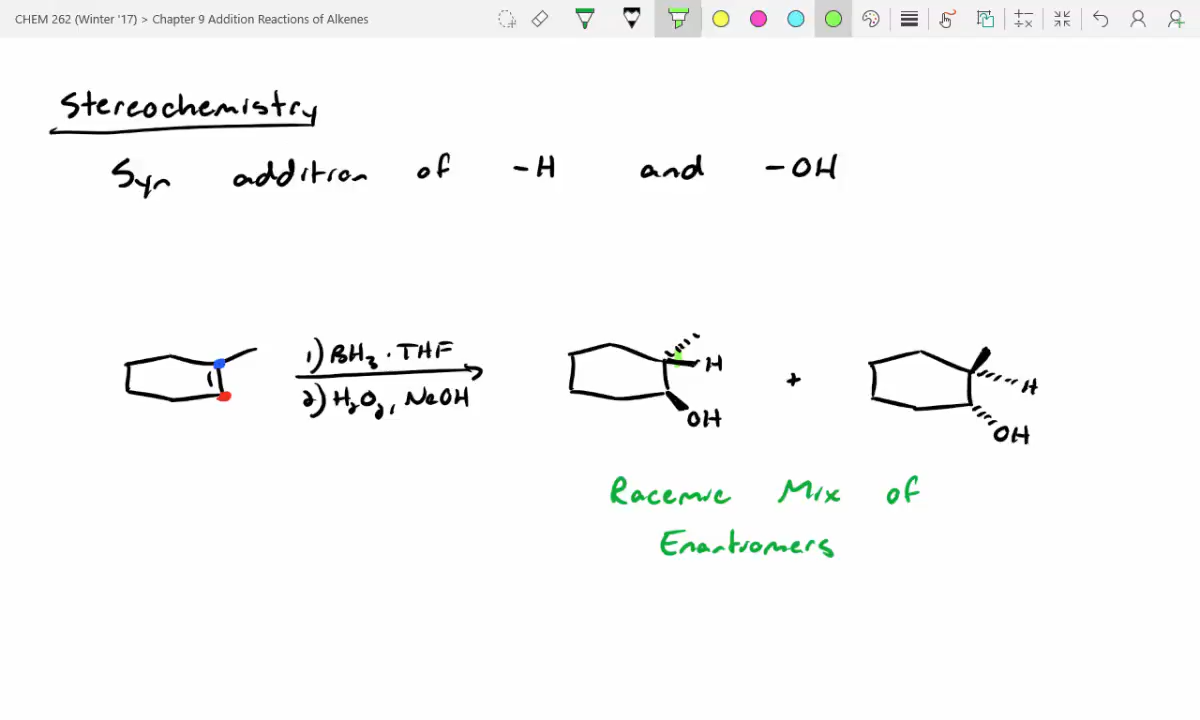 CHEM 262 (Winter '17) > Chapter 9 Addition Reactions of Alkenes
Stereochemistry
Syn addition of -H and -OH
1) BH3 · THF
2) H2O2, NaOH
H
OH
+
H
OH
Racemic Mix of
Enantiomers